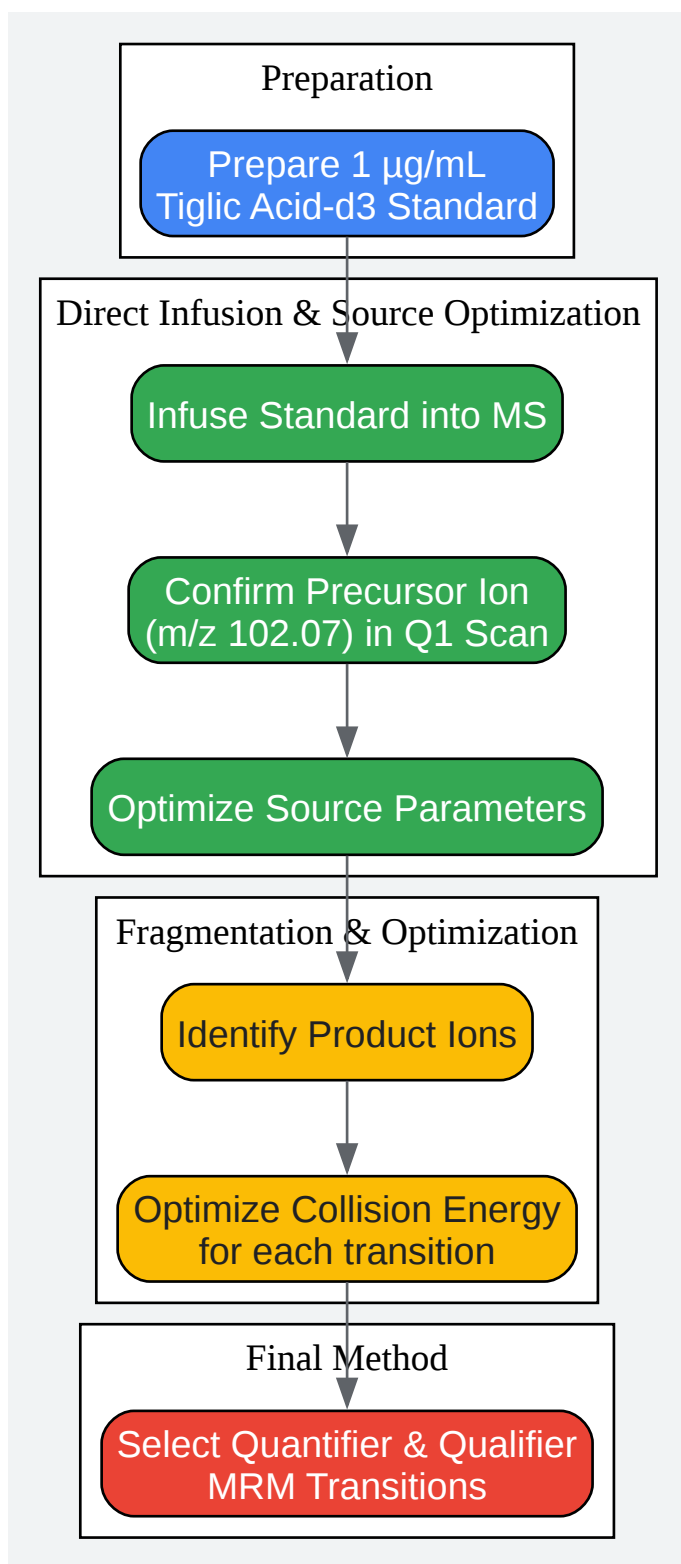 Preparation
Prepare 1 µg/mL
Tiglic Acid-d3 Standard
Direct Infusion & Source Optimization
Infuse Standard into MS
Confirm Precursor Ion
(m/z 102.07) in Q1 Scan
Optimize Source Parameters
Fragmentation & Optimization
Identify Product Ions
Optimize Collision Energy
for each transition
Final Method
Select Quantifier & Qualifier
MRM Transitions